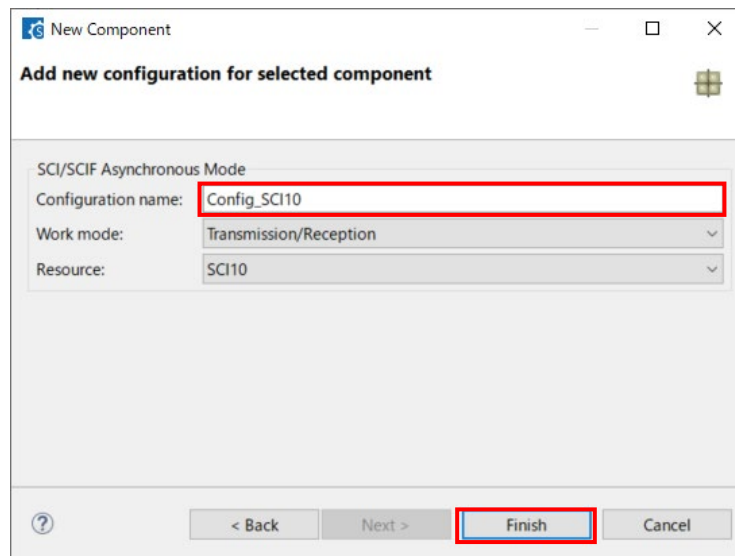 New Component
Add new configuration for selected component
SCI/SCIF Asynchronous Mode
Configuration name: Config_SCI10
Work mode: Transmission/Reception
Resource: SCI10
? < Back Next > Finish Cancel